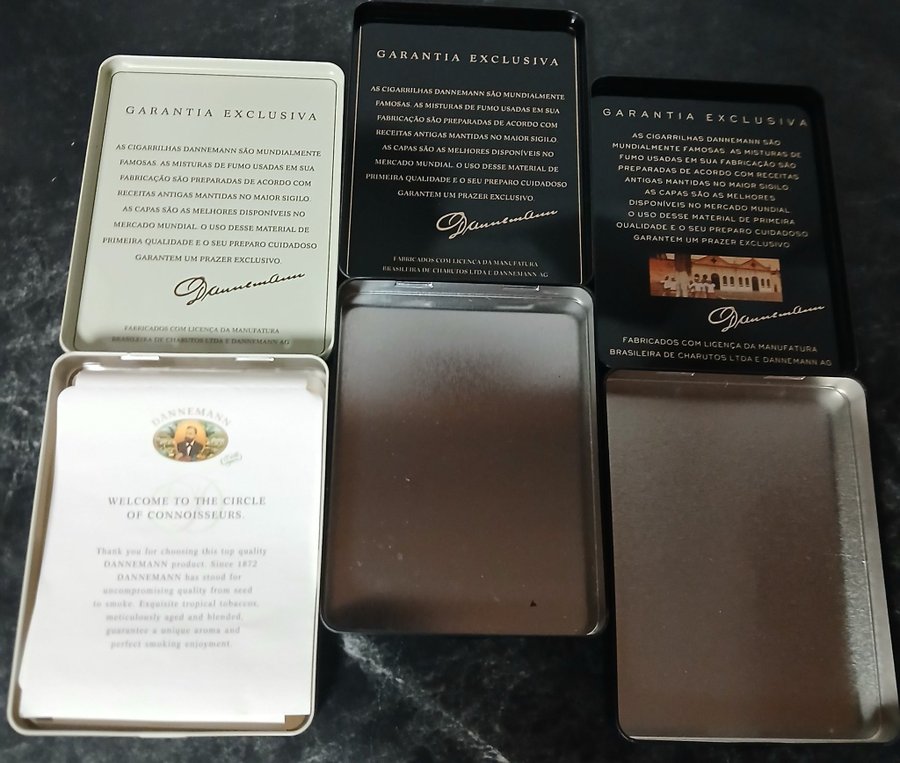 GARANTIA EXCLUSIVA
AS CIGARRILHAS DANNEMANN SÃO MUNDIALMENTE
FAMOSAS. AS MISTURAS DE FUMO USADAS EM SUA
FABRICAÇÃO SÃO PREPARADAS DE ACORDO COM
RECEITAS ANTIGAS MANTIDAS NO MAIOR SIGILO.
AS CAPAS SÃO AS MELHORES DISPONÍVEIS NO
MERCADO MUNDIAL. O USO DESSE MATERIAL DE
PRIMEIRA QUALIDADE E O SEU PREPARO CUIDADOSO
GARANTEM UM PRAZER EXCLUSIVO.
Dannemann
FABRICADOS COM LICENÇA DA MANUFATURA
BRASILEIRA DE CHARUTOS LTDA E DANNEMANN AG
DANNEMANN
WELCOME TO THE CIRCLE
OF CONNOISSEURS.
Thank you for choosing this top quality
DANNEMANN product. Since 1872
DANNEMANN has stood for
uncompromising quality from seed
to smoke. Exquisite tropical tobaccos,
meticulously aged and blended,
guarantee a unique aroma and
perfect smoking enjoyment.
GARANTIA EXCLUSIVA
AS CIGARRILHAS DANNEMANN SÃO MUNDIALMENTE
FAMOSAS. AS MISTURAS DE FUMO USADAS EM SUA
FABRICAÇÃO SÃO PREPARADAS DE ACORDO COM
RECEITAS ANTIGAS MANTIDAS NO MAIOR SIGILO.
AS CAPAS SÃO AS MELHORES DISPONÍVEIS NO
MERCADO MUNDIAL. O USO DESSE MATERIAL DE
PRIMEIRA QUALIDADE E O SEU PREPARO CUIDADOSO
GARANTEM UM PRAZER EXCLUSIVO.
Dannemann
FABRICADOS COM LICENÇA DA MANUFATURA
BRASILEIRA DE CHARUTOS LTDA E DANNEMANN AG
GARANTIA EXCLUSIVA
AS CIGARRILHAS DANNEMANN SÃO
MUNDIALMENTE FAMOSAS. AS MISTURAS DE
FUMO USADAS EM SUA FABRICAÇÃO SÃO
PREPARADAS DE ACORDO COM RECEITAS
ANTIGAS MANTIDAS NO MAIOR SIGILO
AS CAPAS SÃO AS MELHORES
DISPONÍVEIS NO MERCADO MUNDIAL
O USO DESSE MATERIAL DE PRIMEIRA
QUALIDADE E O SEU PREPARO CUIDADOSO
GARANTEM UM PRAZER EXCLUSIVO
Dannemann
FABRICADOS COM LICENÇA DA MANUFATURA
BRASILEIRA DE CHARUTOS LTDA E DANNEMANN AG